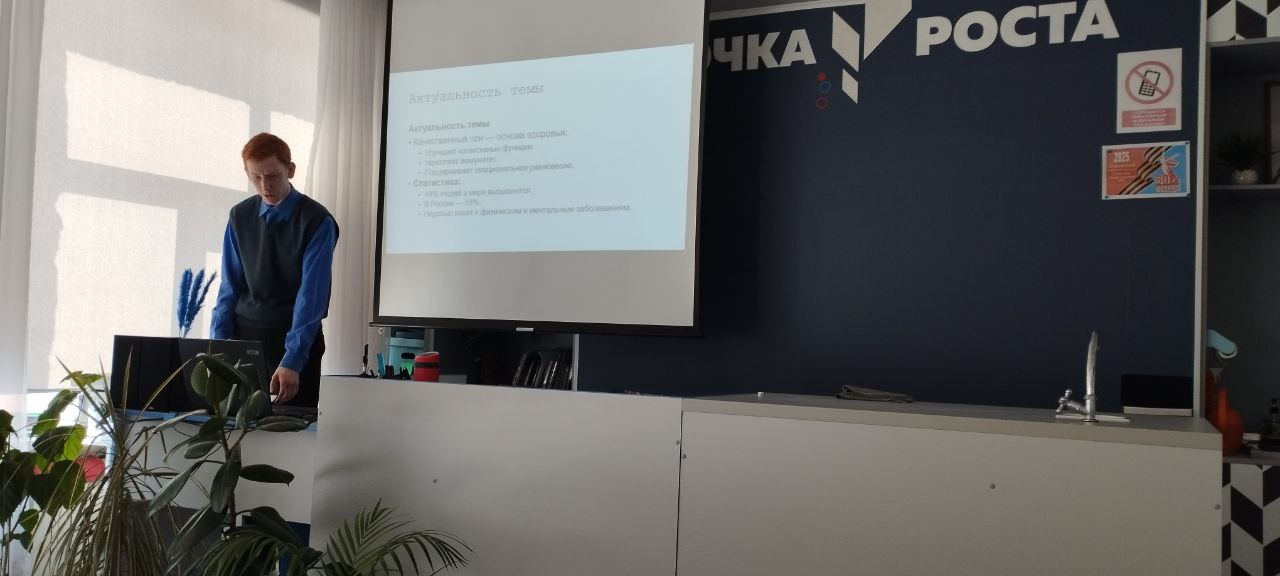 Актуальность темы
Актуальность темы:
• Качественный сон — основа здоровья:
• Улучшает когнитивные функции.
• Укрепляет иммунитет.
• Поддерживает эмоциональное равновесие.
• Статистика:
людей в мире высыпаются.
• В России —
• Недосып ведет к физическим и ментальным заболеваниям.
ОЧКА РОСТА
2025